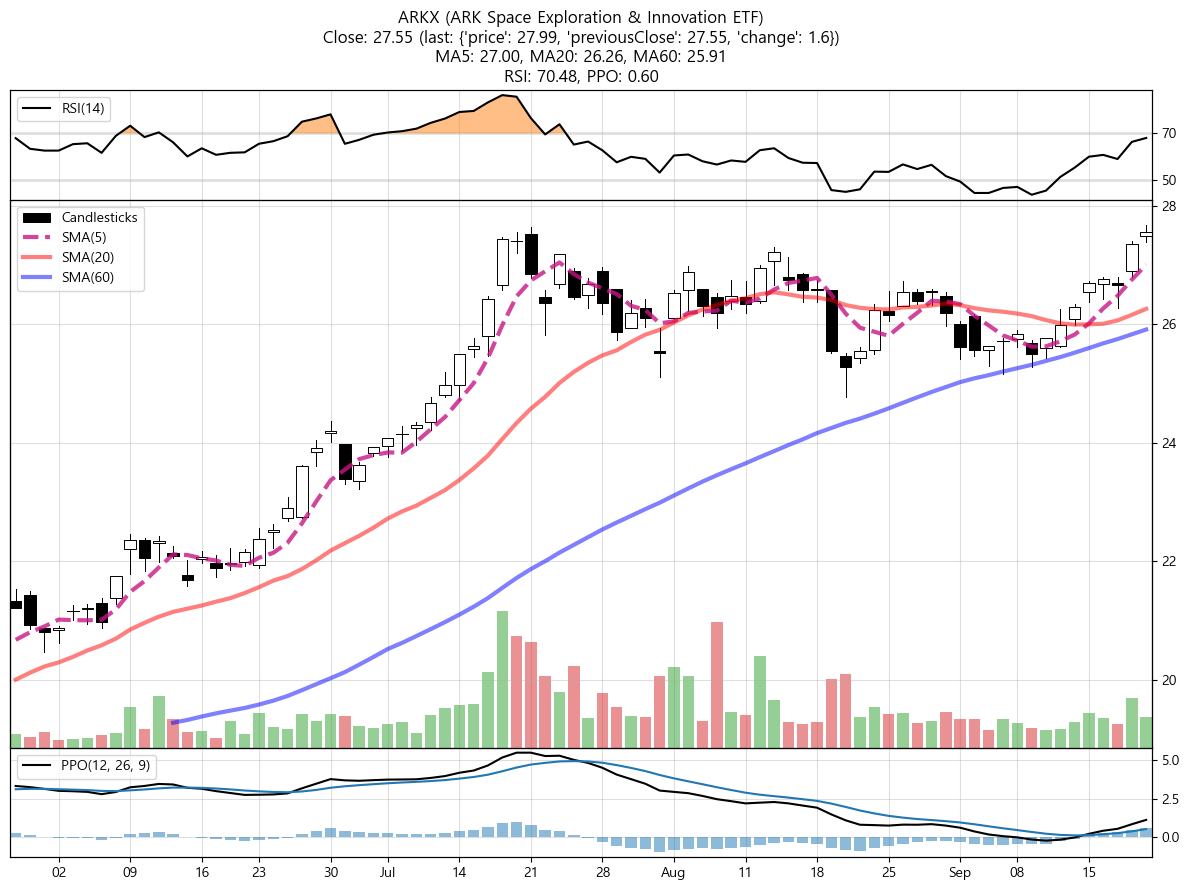 ARKX (ARK Space Exploration & Innovation ETF)
Close: 27.55 (last: {'price': 27.99, 'previousClose': 27.55, 'change': 1.6})
MA5: 27.00, MA20: 26.26, MA60: 25.91
RSI: 70.48, PPO: 0.60
RSI(14)
70
50
Candlesticks
SMA(5)
SMA(20)
SMA(60)
28
26
24
22
20
PPO(12, 26, 9)
5.0
2.5
0.0
02 09 16 23 30 Jul 14 21 28 Aug 11 18 25 Sep 08 15